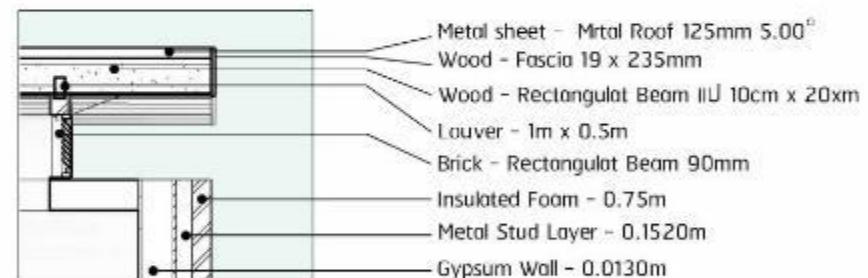 Metal sheet - Mrtal Roof 125mm 5.00°
Wood - Fascia 19 x 235mm
Wood - Rectangulat Beam แป 10cm x 20xm
Louver - 1m x 0.5m
Brick - Rectangulat Beam 90mm
Insulated Foam - 0.75m
Metal Stud Layer - 0.1520m
Gypsum Wall - 0.0130m